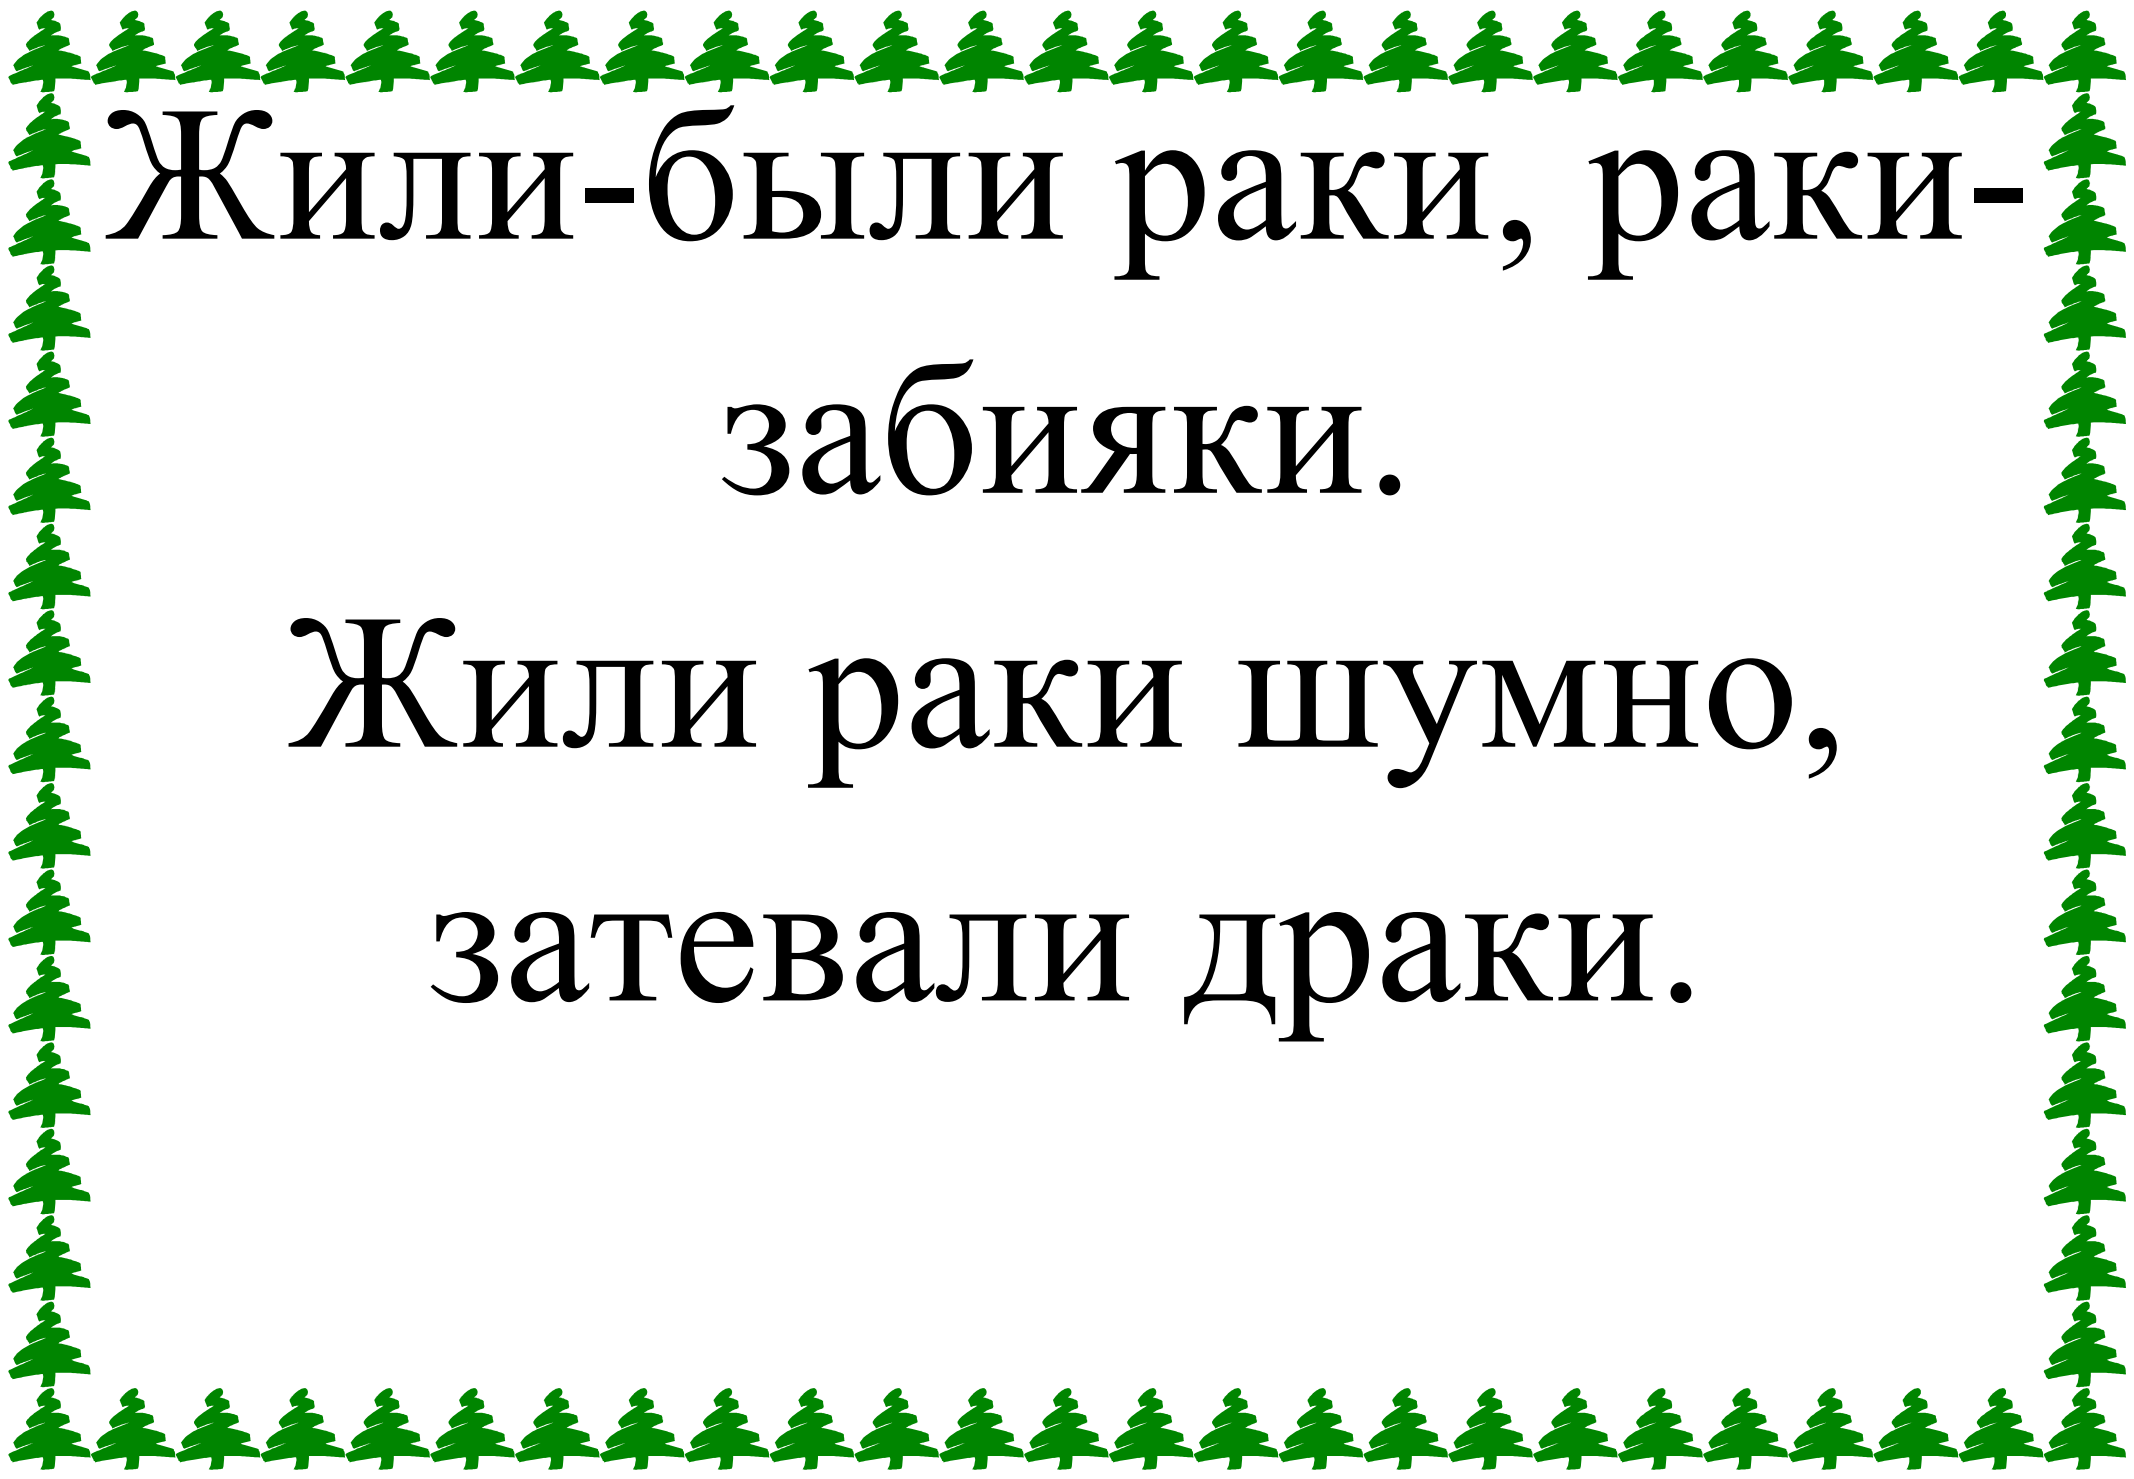 Жили-были раки, раки-
забияки.
Жили раки шумно,
затевали драки.